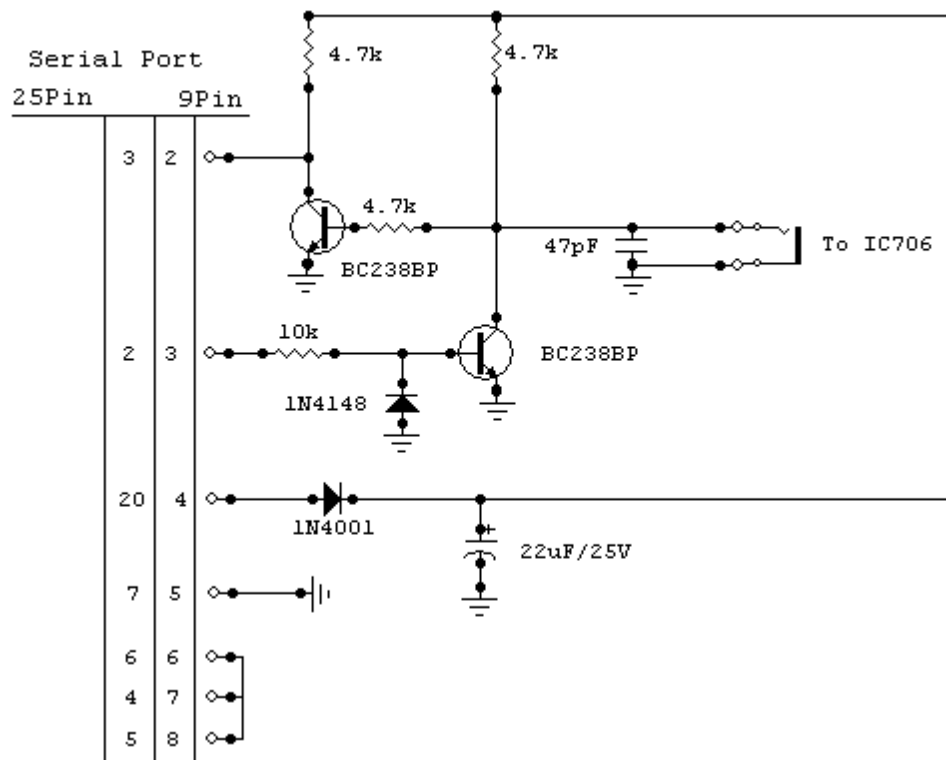 Serial Port
25Pin 9Pin
4.7k
4.7k
3 2
4.7k
BC238BP
47pF
To IC706
10k
2 3
BC238BP
1N4148
20 4
1N4001
+
22uF/25V
7 5
6 6
4 7
5 8